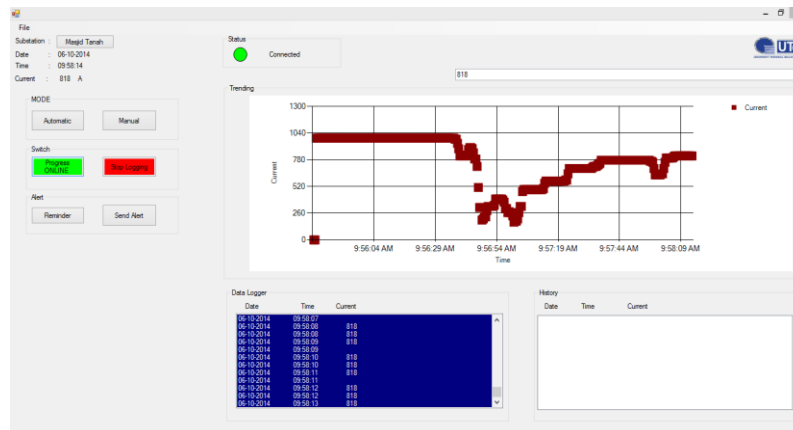 File
Substation : Masjid Tanah
Date : 06-10-2014
Time : 09:58:14
Current : 818 A
MODE
Automatic Manual
Switch
Progress ONLINE Stop Logging
Alert
Reminder Send Alert
Status
Connected
UT
818
Trending
Current
1300
1040
780
520
260
0
Current
9:56:04 AM 9:56:29 AM 9:56:54 AM 9:57:19 AM 9:57:44 AM 9:58:09 AM
Time
Data Logger
Date Time Current
06-10-2014 09:58:07
06-10-2014 09:58:08 818
06-10-2014 09:58:08 818
06-10-2014 09:58:09 818
06-10-2014 09:58:09
06-10-2014 09:58:10 818
06-10-2014 09:58:10 818
06-10-2014 09:58:11 818
06-10-2014 09:58:11
06-10-2014 09:58:12 818
06-10-2014 09:58:12 818
06-10-2014 09:58:13 818
History
Date Time Current